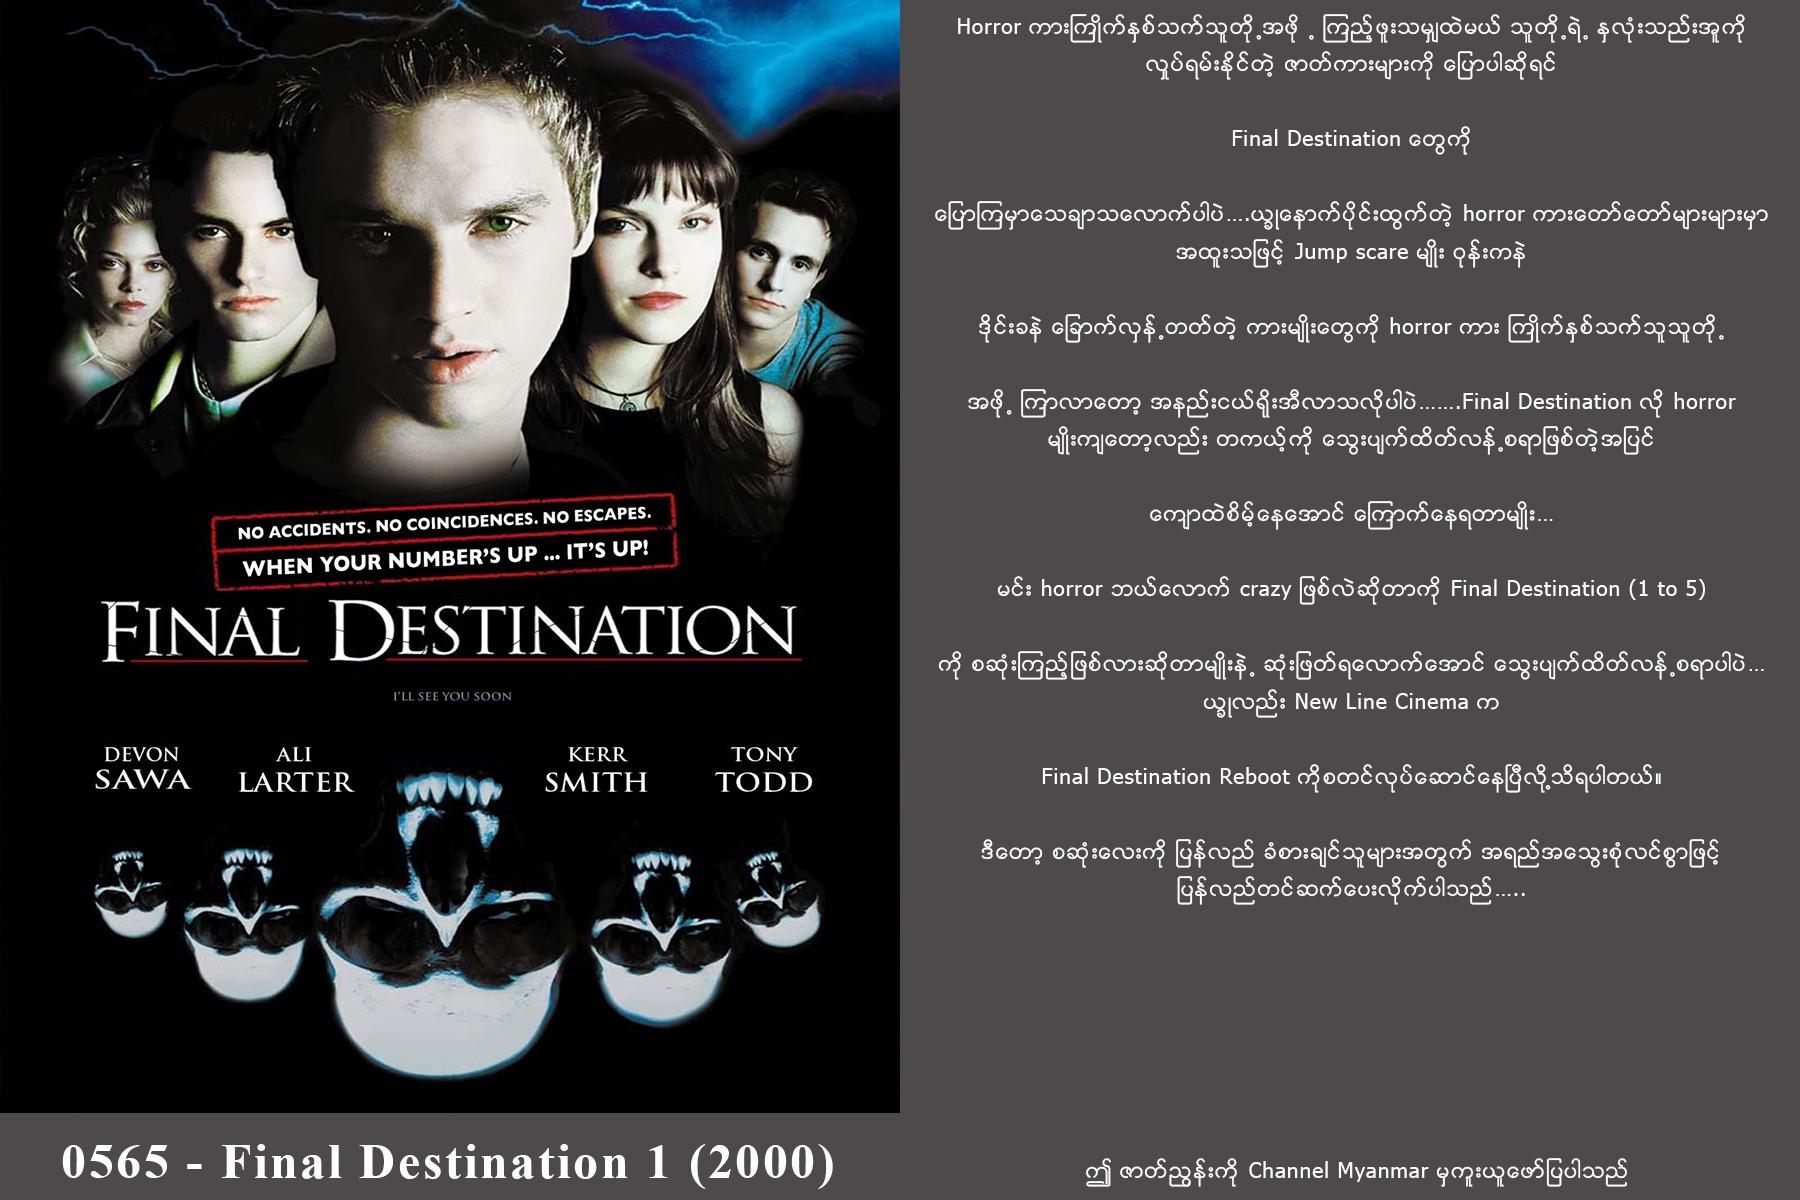 NO ACCIDENTS. NO COINCIDENCES. NO ESCAPES.
WHEN YOUR NUMBER'S UP ... IT'S UP!
FINAL DESTINATION
I'LL SEE YOU SOON
DEVON SAWA
ALI LARTER
KERR SMITH
TONY TODD
0565 - Final Destination 1 (2000)
Horror ကားကြိုက်နှစ်သက်သူတို့အဖို့ ကြည့်ဖူးသမျှထဲမယ် သူတို့ရဲ့ နှလုံးသည်းအူကို
လှုပ်ရမ်းနိုင်တဲ့ ဇာတ်ကားများကို ပြောပါဆိုရင်
Final Destination တွေကို
ပြောကြမှာသေချာသလောက်ပါပဲ....ယ္ခုနောက်ပိုင်းထွက်တဲ့ horror ကားတော်တော်များများမှာ
အထူးသဖြင့် Jump scare မျိုး ဝုန်းကနဲ
ဒိုင်းခနဲ ခြောက်လှန့်တတ်တဲ့ ကားမျိုးတွေကို horror ကား ကြိုက်နှစ်သက်သူသူတို့
အဖို့ ကြာလာတော့ အနည်းငယ်ရိုးအီလာသလိုပါပဲ.......Final Destination လို horror
မျိုးကျတော့လည်း တကယ့်ကို သွေးပျက်ထိတ်လန့်စရာဖြစ်တဲ့အပြင်
ကျောထဲစိမ့်နေအောင် ကြောက်နေရတာမျိုး...
မင်း horror ဘယ်လောက် crazy ဖြစ်လဲဆိုတာကို Final Destination (1 to 5)
ကို စဆုံးကြည့်ဖြစ်လားဆိုတာမျိုးနဲ့ ဆုံးဖြတ်ရလောက်အောင် သွေးပျက်ထိတ်လန့်စရာပါပဲ...
ယ္ခုလည်း New Line Cinema က
Final Destination Reboot ကိုစတင်လုပ်ဆောင်နေပြီလို့သိရပါတယ်။
ဒီတော့ စဆုံးလေးကို ပြန်လည် ခံစားချင်သူများအတွက် အရည်အသွေးစုံလင်စွာဖြင့်
ပြန်လည်တင်ဆက်ပေးလိုက်ပါသည်.....
ဤ ဇာတ်ညွှန်းကို Channel Myanmar မှကူးယူဖော်ပြပါသည်